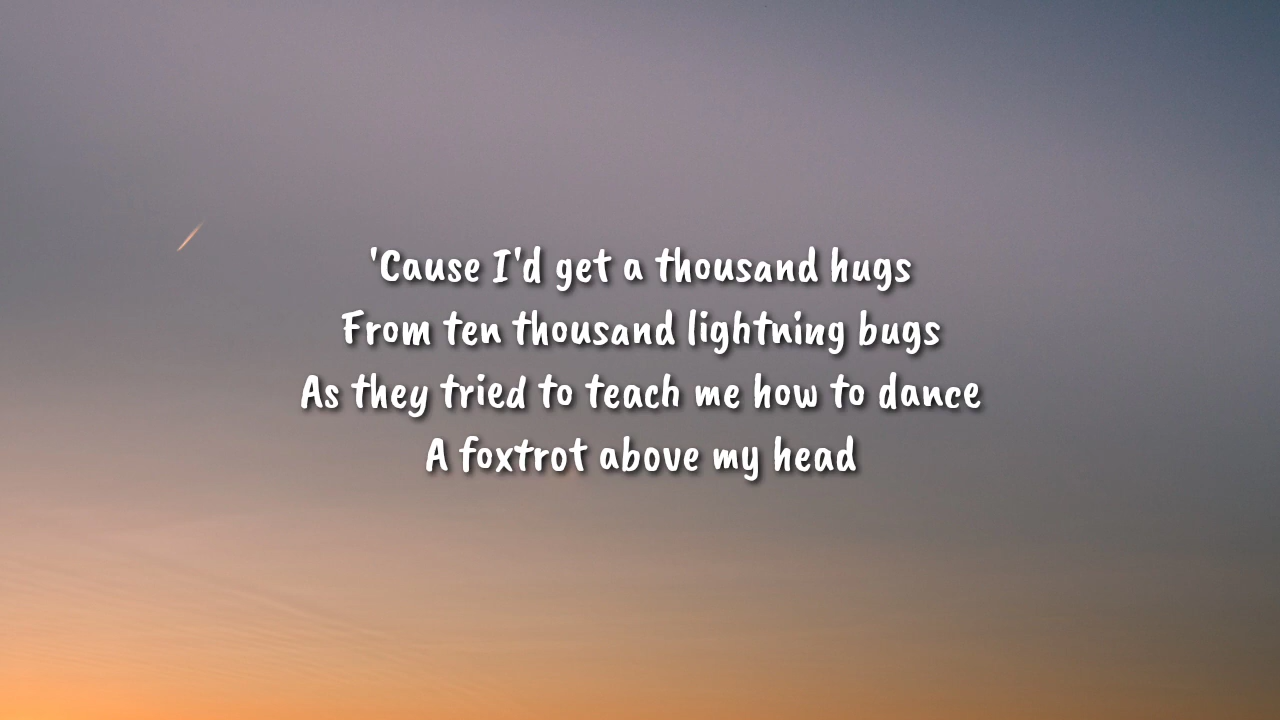 'Cause I'd get a thousand hugs
From ten thousand lightning bugs
As they tried to teach me how to dance
A foxtrot above my head